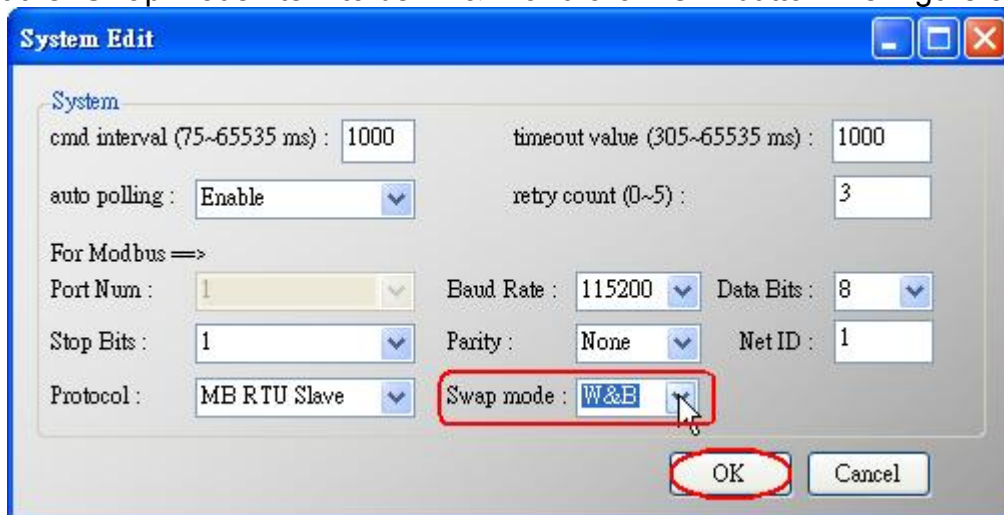 System Edit
System
cmd interval (75~65535 ms) : 1000 timeout value (305~65535 ms) : 1000
auto polling : Enable retry count (0~5) : 3
For Modbus ==>
Port Num : 1 Baud Rate : 115200 Data Bits : 8
Stop Bits : 1 Parity : None Net ID : 1
Protocol : MB RTU Slave Swap mode : W&B
OK Cancel